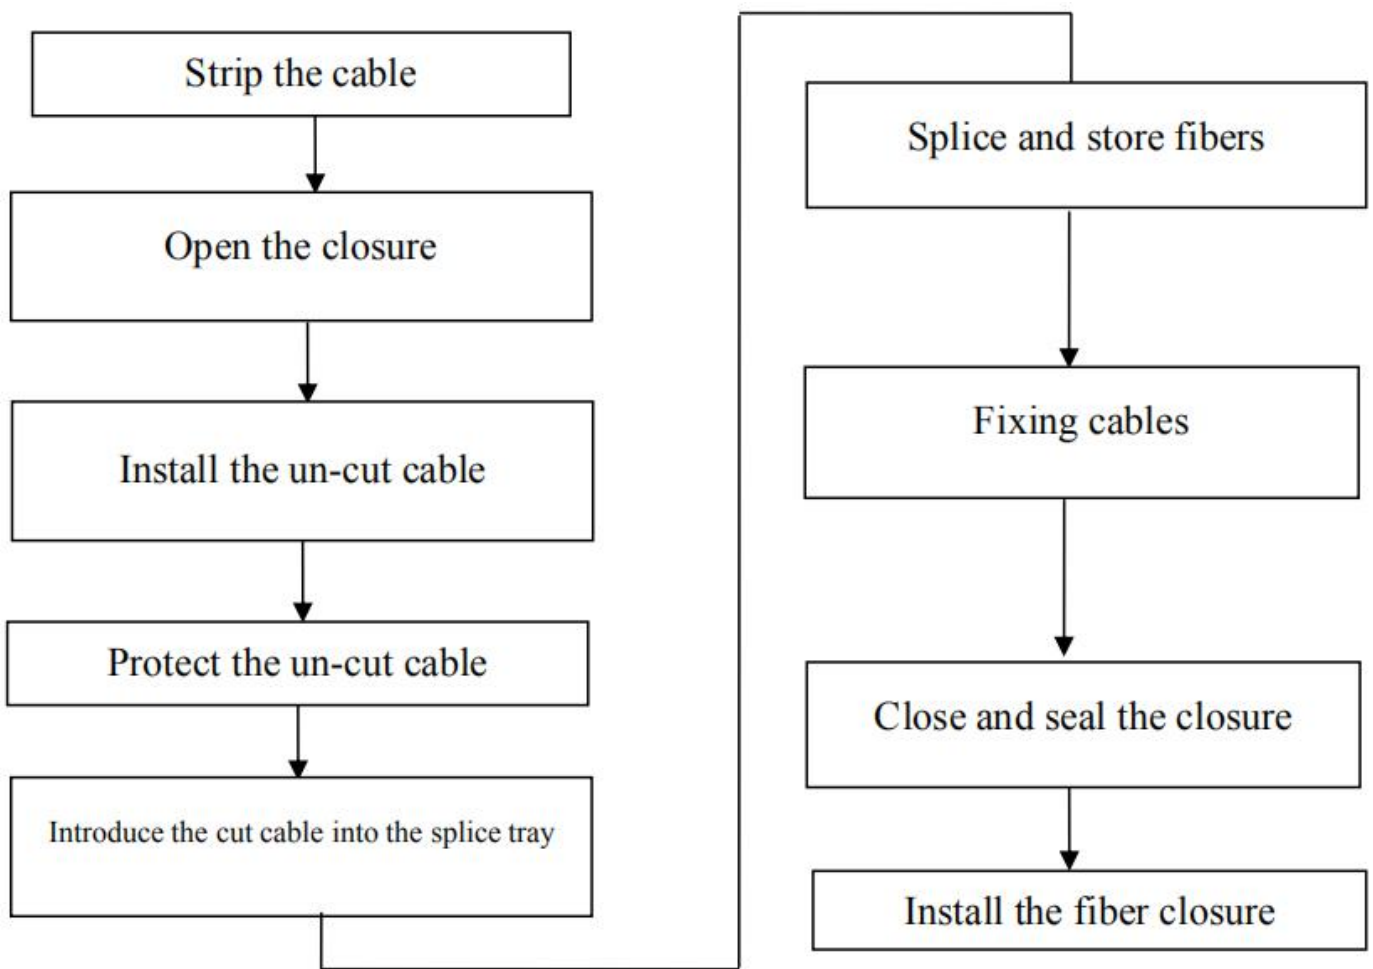 Strip the cable
Open the closure
Install the un-cut cable
Protect the un-cut cable
Introduce the cut cable into the splice tray
Splice and store fibers
Fixing cables
Close and seal the closure
Install the fiber closure